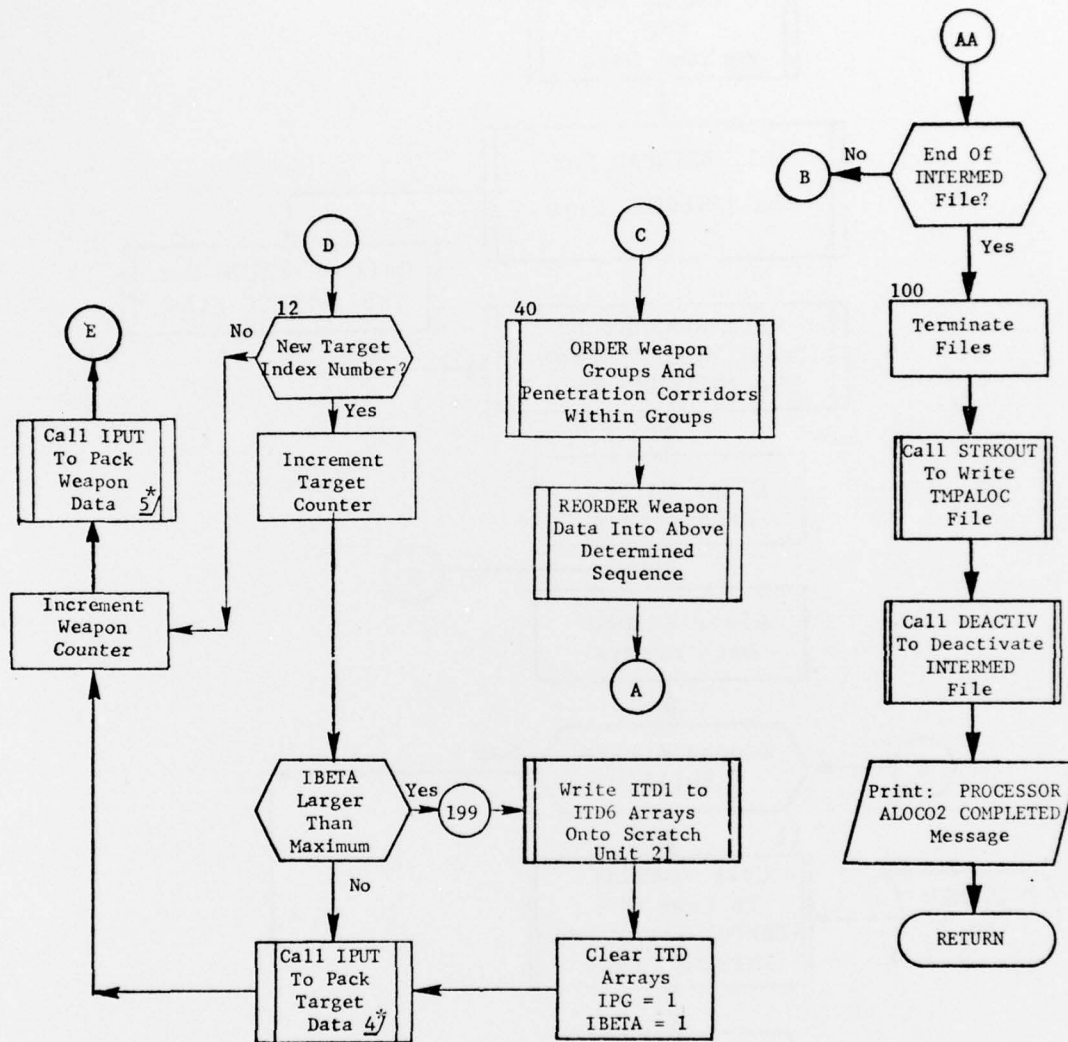 AA
End Of
INTERMED
File?
No
B
Yes
100
Terminate
Files
Call STRKOUT
To Write
TMPALOC
File
Call DEACTIV
To Deactivate
INTERMED
File
Print: PROCESSOR
ALOCO2 COMPLETED
Message
RETURN
C
40
ORDER Weapon
Groups And
Penetration Corridors
Within Groups
REORDER Weapon
Data Into Above
Determined
Sequence
A
D
12
New Target
Index Number?
No
Yes
Increment
Target
Counter
IBETA
Larger
Than
Maximum
Yes
199
Write ITD1 to
ITD6 Arrays
Onto Scratch
Unit 21
Clear ITD
Arrays
IPG = 1
IBETA = 1
No
Call IPUT
To Pack
Target
Data 4/*
Increment
Weapon
Counter
Call IPUT
To Pack
Weapon
Data 5/*
E